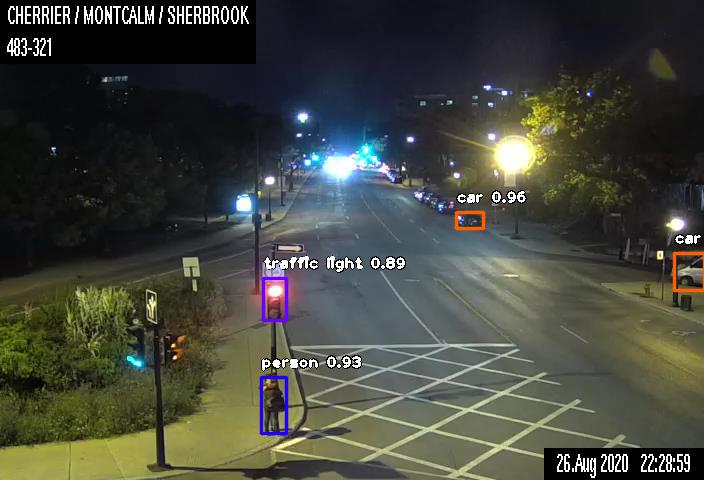 CHERRIER / MONTCALM / SHERBROOK
483-321
car 0.96
car
traffic light 0.89
person 0.93
26.Aug 2020 22:28:59